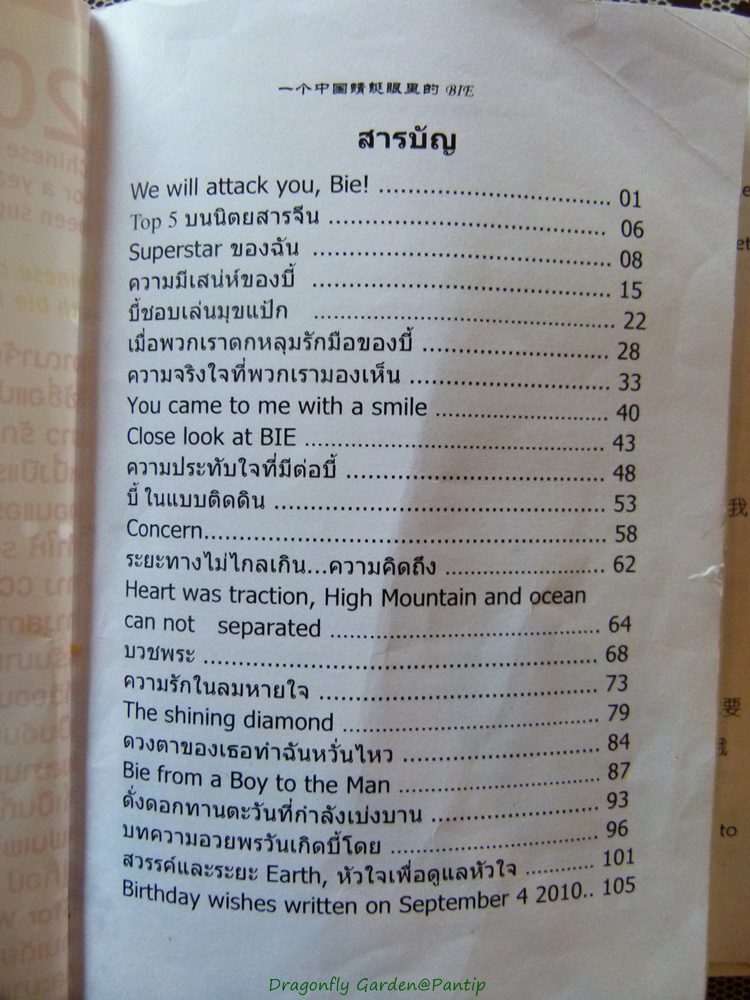 一个中国蜻蜓眼里的 BIE
สารบัญ
We will attack you, Bie! .................................... 01
Top 5 บนนิตยสารจีน .......................................... 06
Superstar ของฉัน ............................................ 08
ความมีเสน่ห์ของบี้ ............................................ 15
บี้ชอบเล่นมุขแป้ก ............................................ 22
เมื่อพวกเราตกหลุมรักมือของบี้ ............................ 28
ความจริงใจที่พวกเรามองเห็น .............................. 33
You came to me with a smile ........................... 40
Close look at BIE ............................................ 43
ความประทับใจที่มีต่อบี้ ...................................... 48
บี้ ในแบบติดดิน ................................................ 53
Concern........................................................... 58
ระยะทางไม่ไกลเกิน...ความคิดถึง ........................ 62
Heart was traction, High Mountain and ocean
can not separated ........................................ 64
บวชพระ .......................................................... 68
ความรักในลมหายใจ .......................................... 73
The shining diamond ........................................ 79
ดวงตาของเธอทำฉันหวั่นไหว .............................. 84
Bie from a Boy to the Man .............................. 87
ดั่งดอกทานตะวันที่กำลังเบ่งบาน .......................... 93
บทความอวยพรวันเกิดบี้โดย ................................ 96
สวรรค์และระยะ Earth, หัวใจเพื่อดูแลหัวใจ ............ 101
Birthday wishes written on September 4 2010.. 105
我
要
to
Dragonfly Garden@Pantip